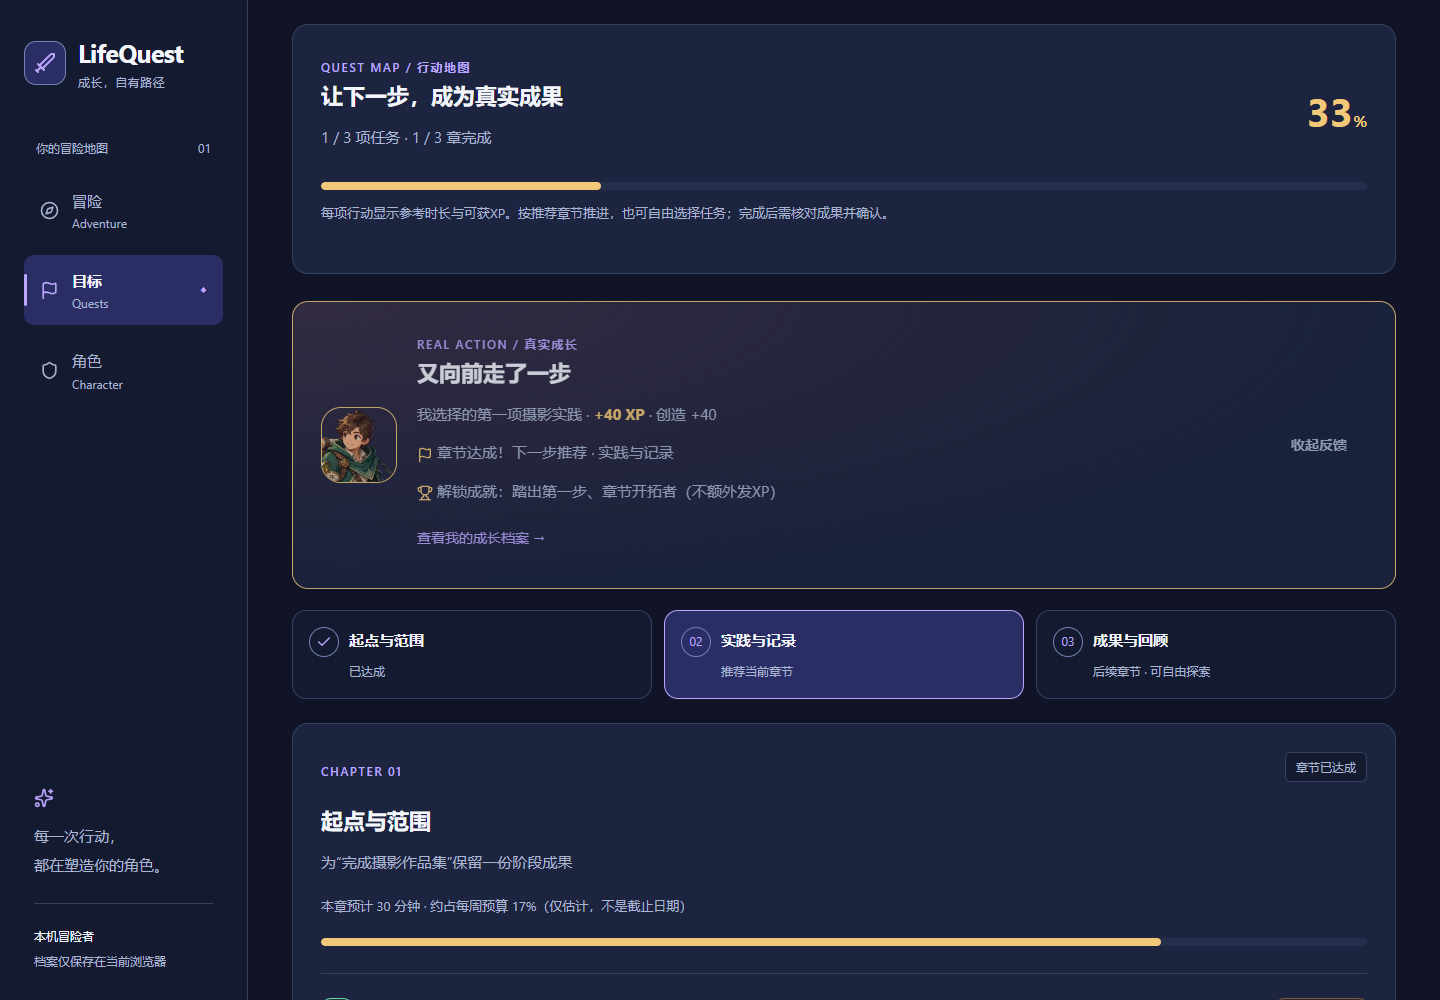 LifeQuest
成长，自有路径
你的冒险地图 01
冒险
Adventure
目标
Quests
角色
Character
每一次行动，
都在塑造你的角色。
本机冒险者
档案仅保存在当前浏览器
QUEST MAP / 行动地图
让下一步，成为真实成果
1 / 3 项任务 · 1 / 3 章完成
33%
每项行动显示参考时长与可获XP。按推荐章节推进，也可自由选择任务；完成后需核对成果并确认。
REAL ACTION / 真实成长
又向前走了一步
我选择的第一项摄影实践 · +40 XP · 创造 +40
章节达成！下一步推荐 · 实践与记录
解锁成就：踏出第一步、章节开拓者（不额外发XP）
查看我的成长档案 →
收起反馈
起点与范围
已达成
02 实践与记录
推荐当前章节
03 成果与回顾
后续章节 · 可自由探索
CHAPTER 01
章节已达成
起点与范围
为“完成摄影作品集”保留一份阶段成果
本章预计 30 分钟 · 约占每周预算 17%（仅估计，不是截止日期）